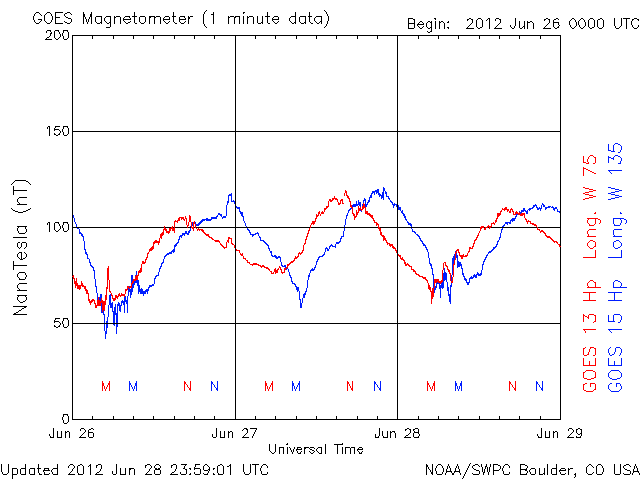 GOES Magnetometer (1 minute data)
Begin: 2012 Jun 26 0000 UTC
200
150
100
50
0
NanoTesla (nT)
M M N N M M N N M M N N
Jun 26 Jun 27 Jun 28 Jun 29
Universal Time
GOES 13 Hp Long. W 75
GOES 15 Hp Long. W 135
Updated 2012 Jun 28 23:59:01 UTC
NOAA/SWPC Boulder, CO USA